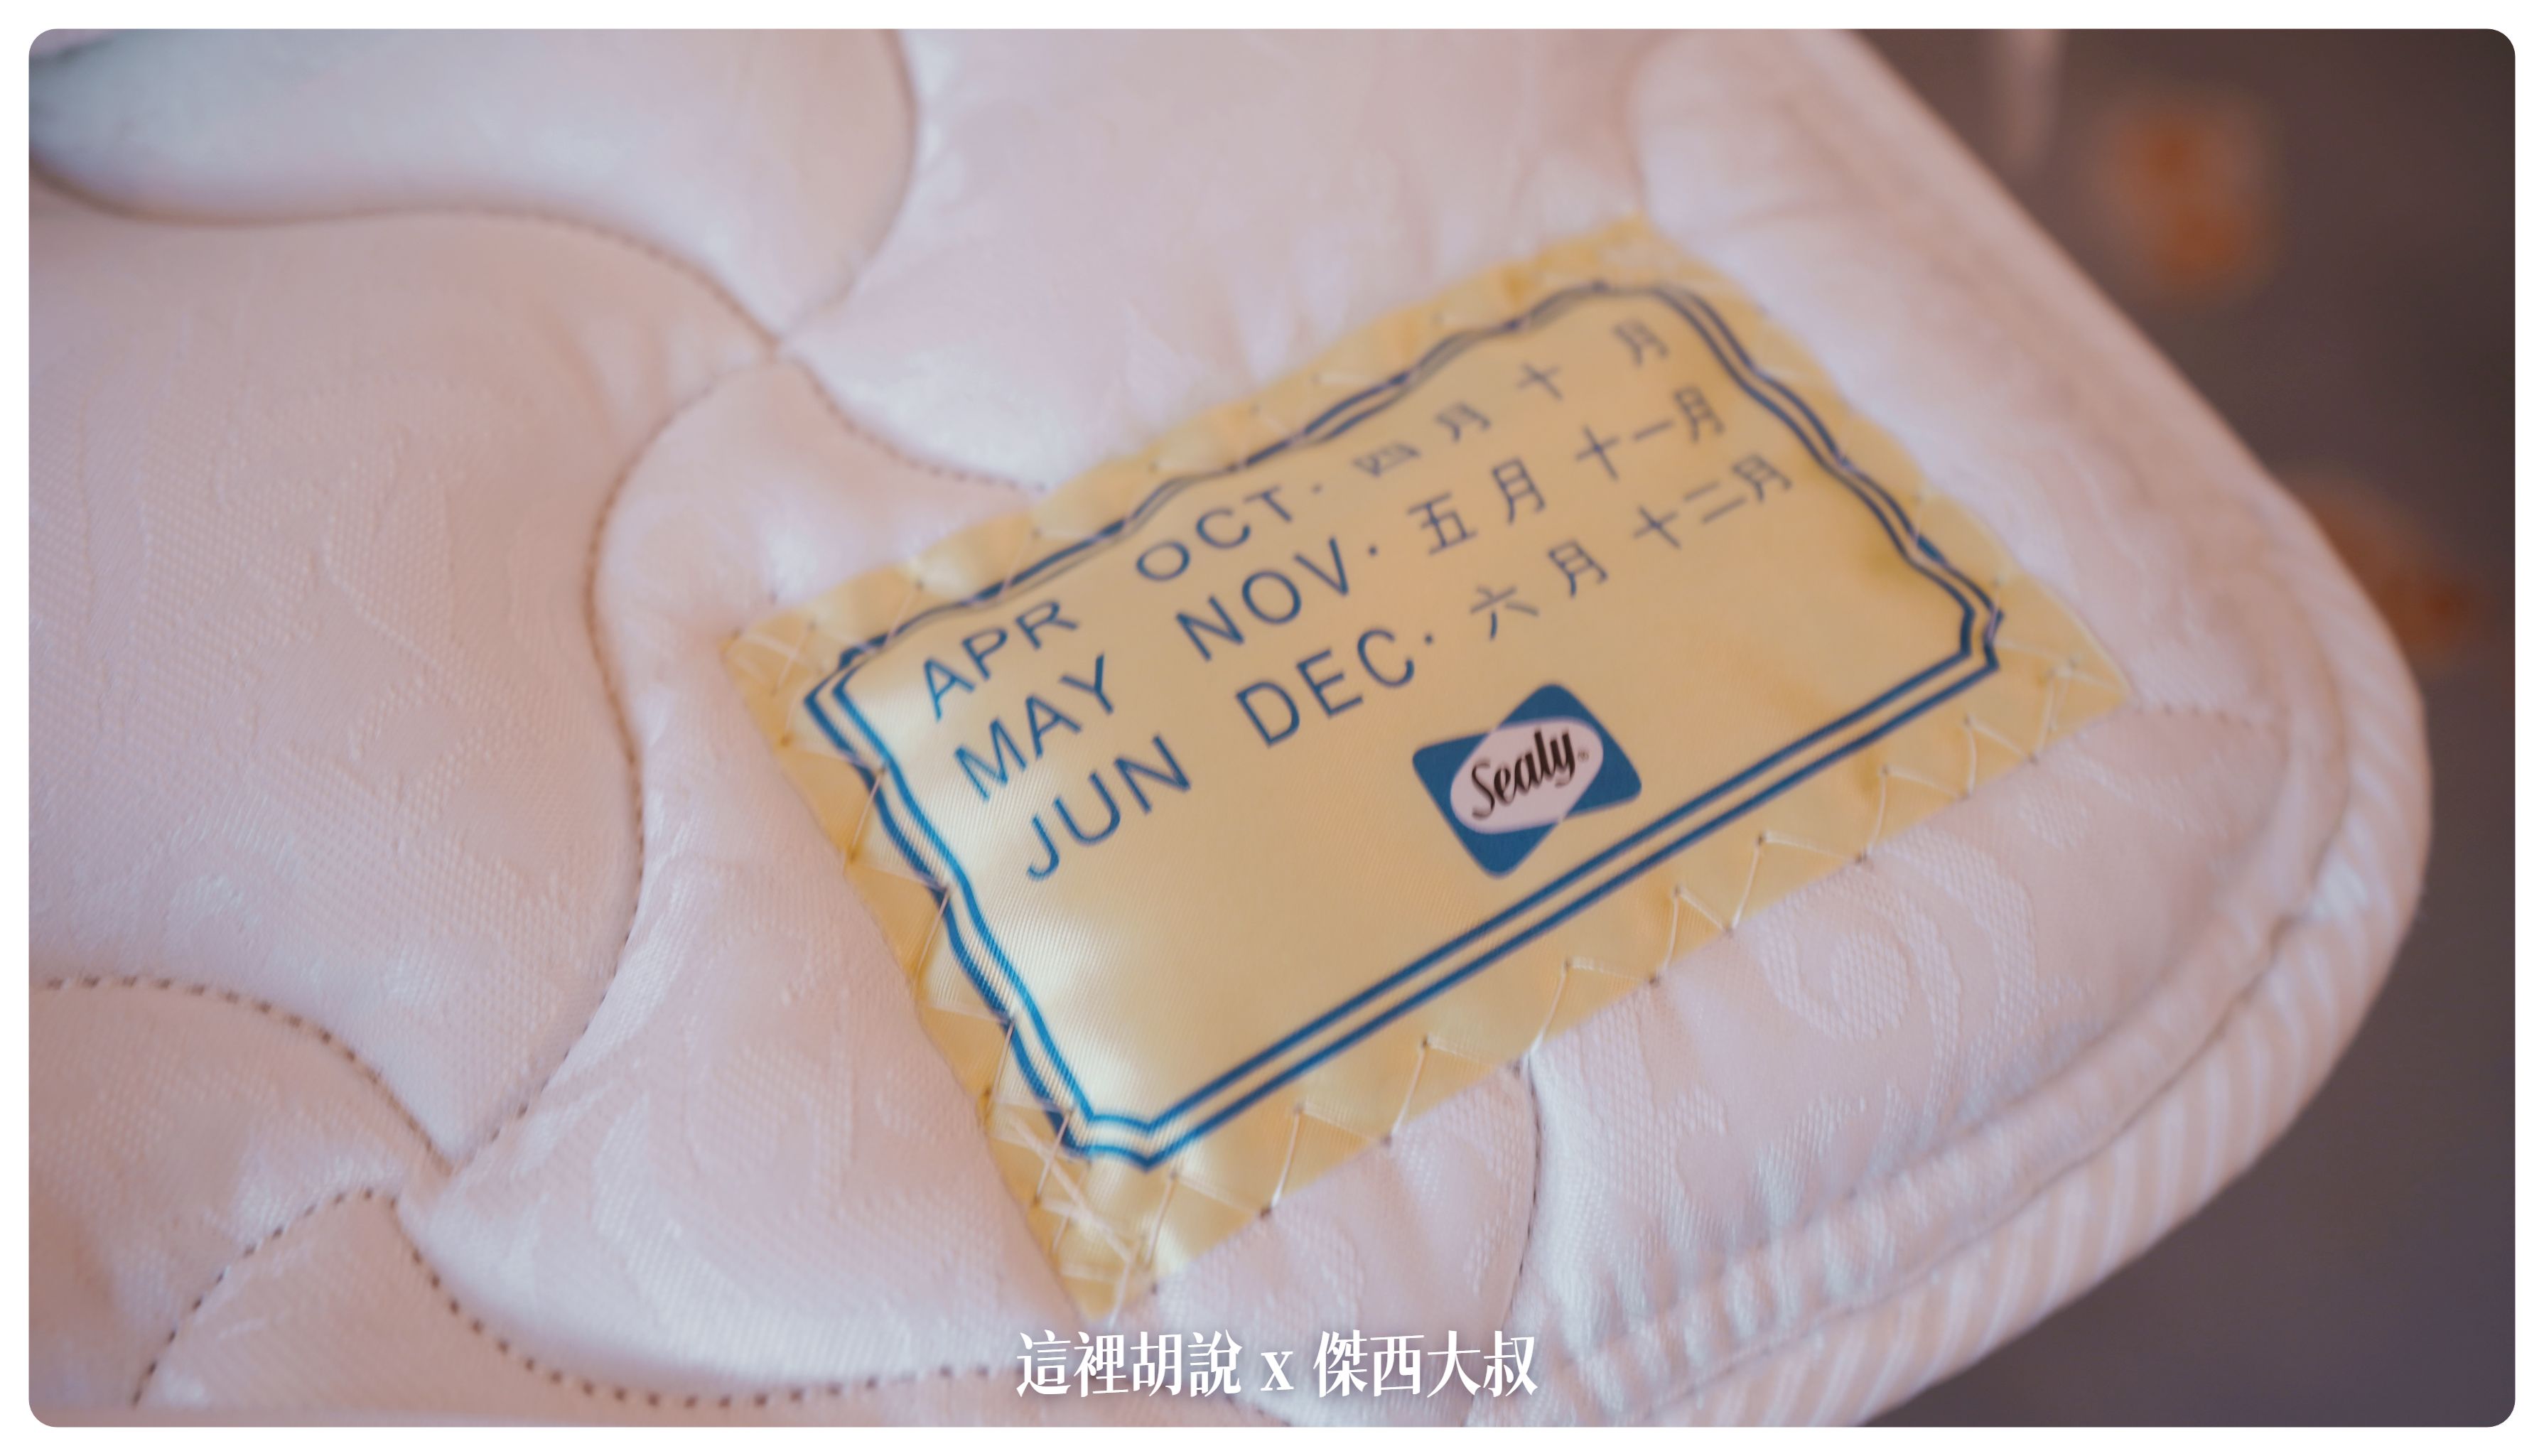 APR OCT · 四月 十 月
MAY NOV · 五月 十一月
JUN DEC · 六月 十二月
Sealy®
這裡胡說 x 傑西大叔